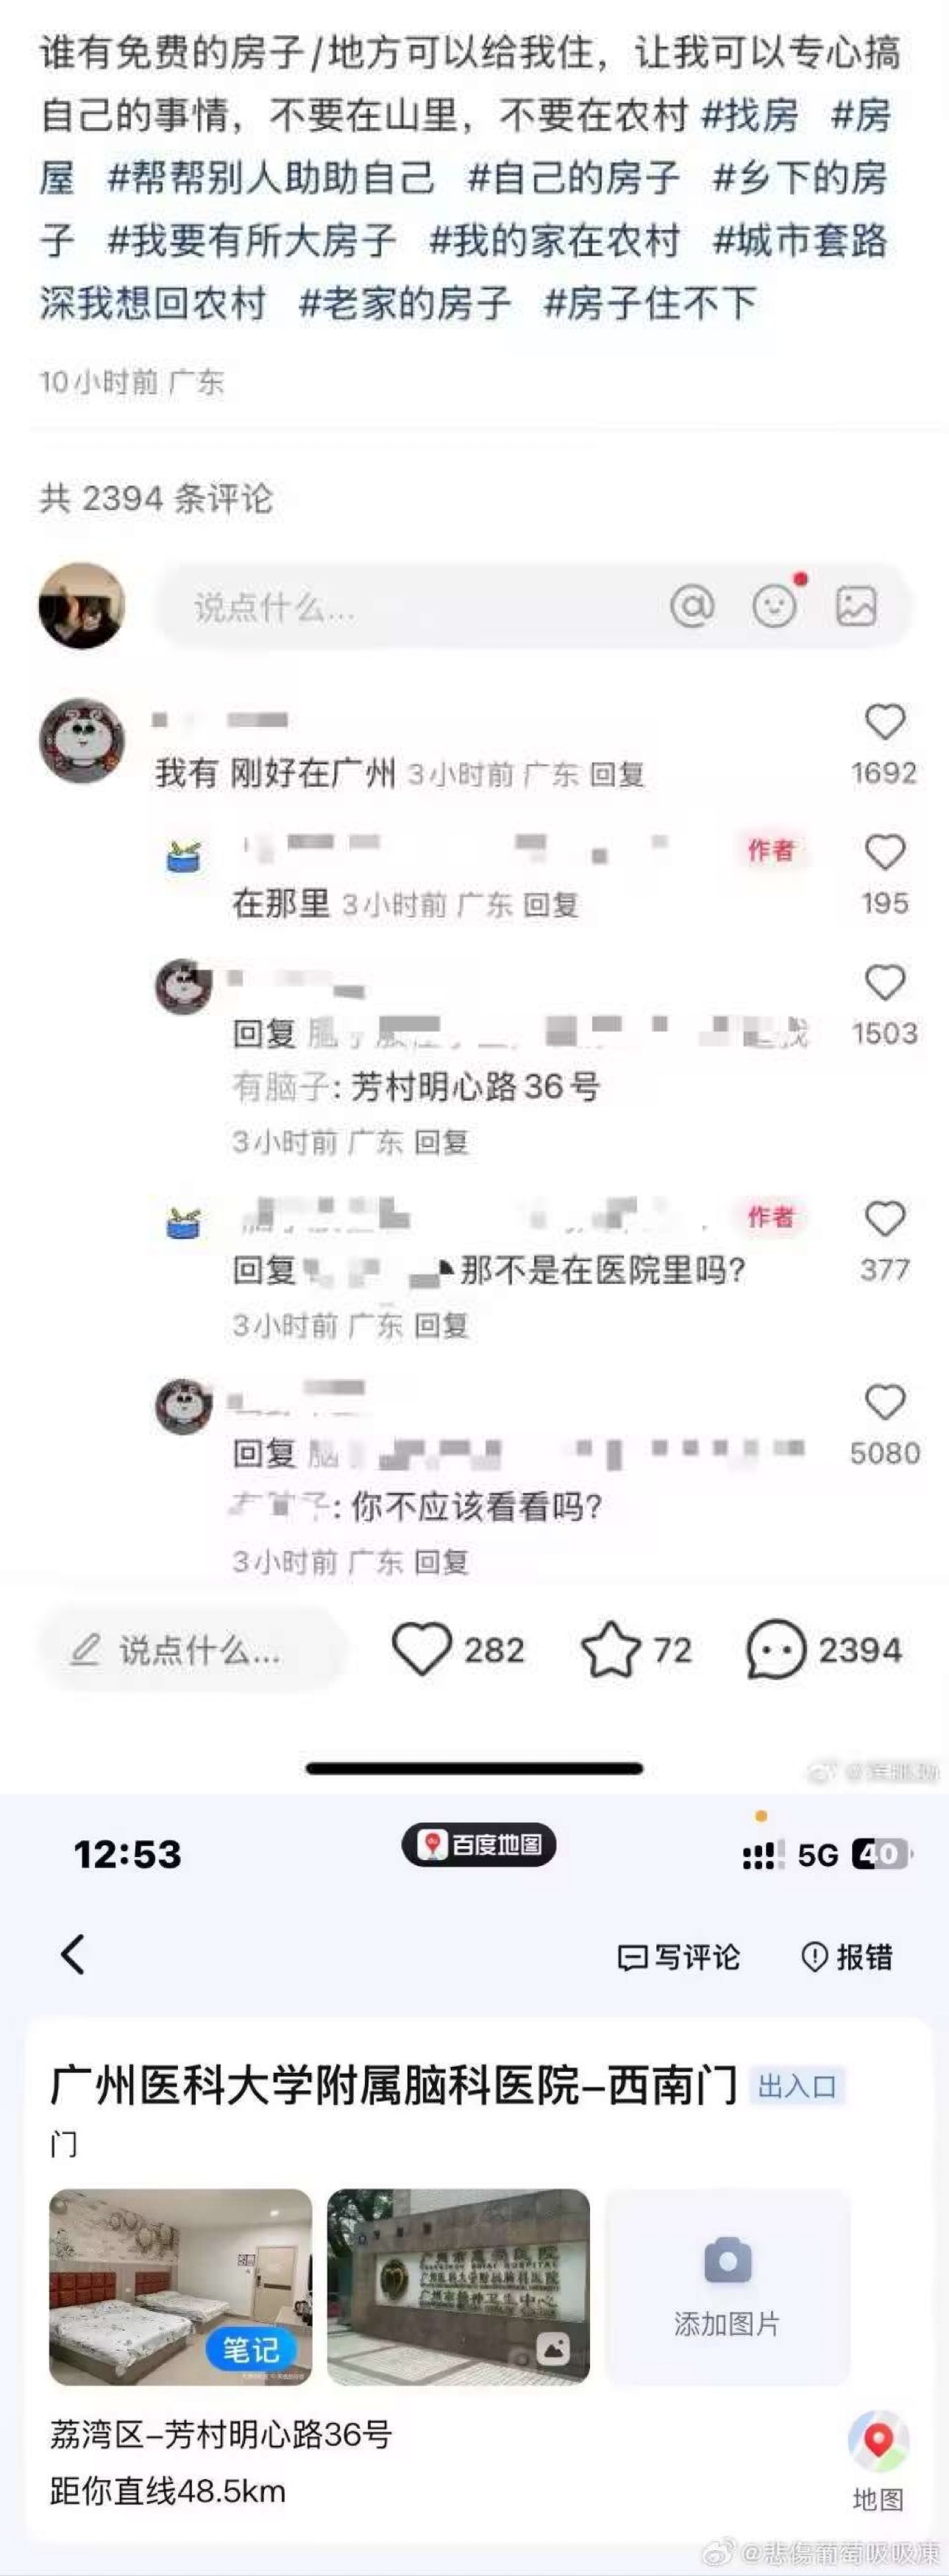 谁有免费的房子/地方可以给我住，让我可以专心搞
自己的事情，不要在山里，不要在农村 #找房 #房
屋 #帮帮别人助助自己 #自己的房子 #乡下的房
子 #我要有所大房子 #我的家在农村 #城市套路
深我想回农村 #老家的房子 #房子住不下
10小时前 广东
共 2394 条评论
说点什么...
我有 刚好在广州 3小时前 广东 回复
1692
作者
在那里 3小时前 广东 回复
195
回复
1503
有脑子: 芳村明心路36号
3小时前 广东 回复
作者
回复 那不是在医院里吗?
377
3小时前 广东 回复
回复
5080
你不应该看看吗?
3小时前 广东 回复
说点什么... 282 72 2394
12:53 百度地图 5G 40
写评论 报错
广州医科大学附属脑科医院-西南门 出入口
门
笔记
添加图片
荔湾区-芳村明心路36号
距你直线48.5km
地图
@悲傷葡萄吸吸凍